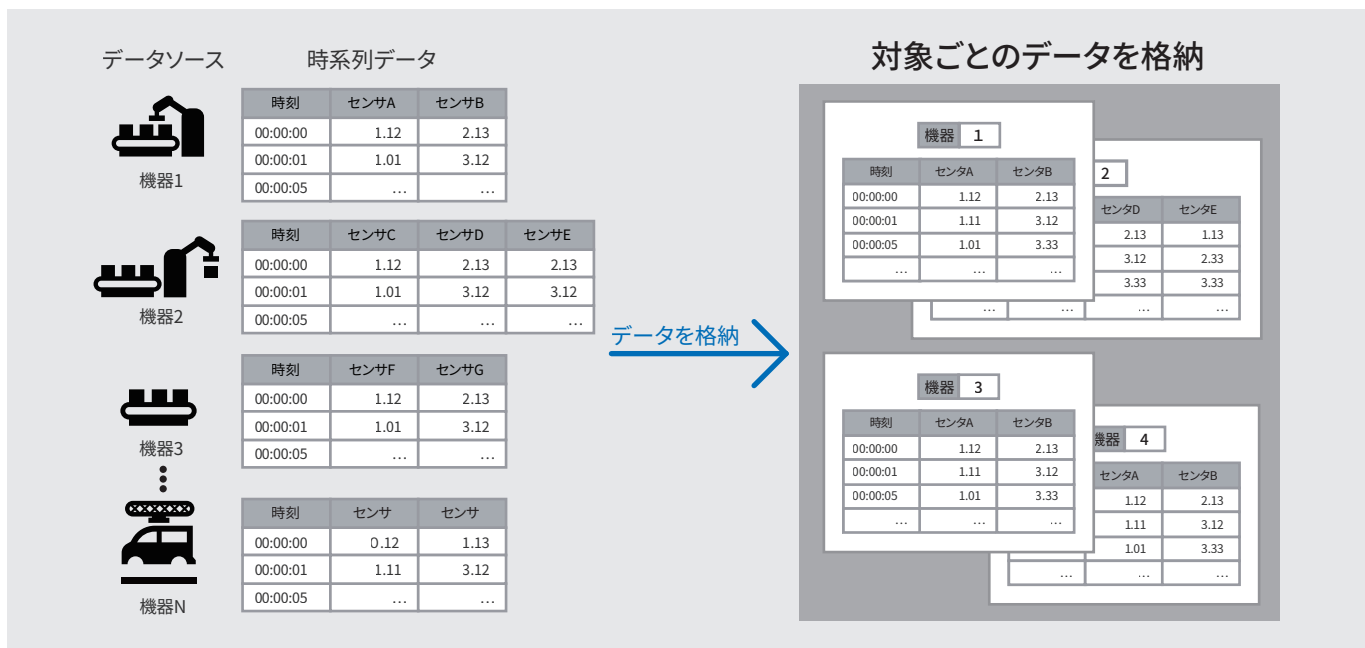 データソース
時系列データ
時刻 センサA センサB
00:00:00 1.12 2.13
00:00:01 1.01 3.12
00:00:05 ... ...
機器1
時刻 センサC センサD センサE
00:00:00 1.12 2.13 2.13
00:00:01 1.01 3.12 3.12
00:00:05 ... ... ...
機器2
時刻 センサF センサG
00:00:00 1.12 2.13
00:00:01 1.01 3.12
00:00:05 ... ...
機器3
時刻 センサ センサ
00:00:00 0.12 1.13
00:00:01 1.11 3.12
00:00:05 ... ...
機器N
データを格納
対象ごとのデータを格納
機器 1
時刻 センタA センタB
00:00:00 1.12 2.13
00:00:01 1.11 3.12
00:00:05 1.01 3.33
... ... ...
2
センタD センタE
2.13 1.13
3.12 2.33
3.33 3.33
... ... ... ...
機器 3
時刻 センタA センタB
00:00:00 1.12 2.13
00:00:01 1.11 3.12
00:00:05 1.01 3.33
... ... ...
機器 4
センタA センタB
1.12 2.13
1.11 3.12
1.01 3.33
... ... ...